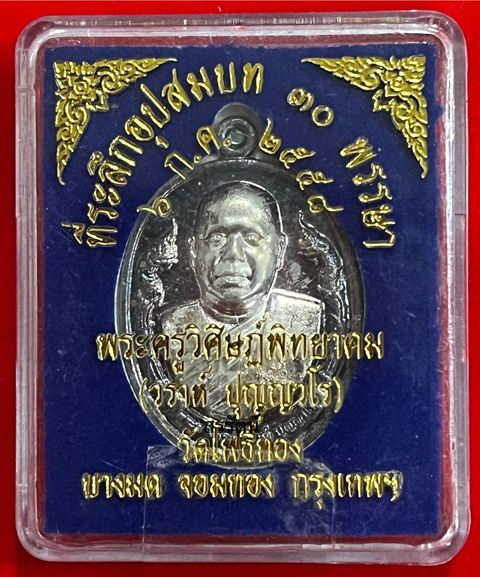 ที่ระลึกอุปสมบท ๓๐ พรรษา
๖ ก.ค. ๒๕๕๔
พระครูวิศิษฏ์พิทยาคม
(วราห์ ปุญญวโร)
วัดโพธิทอง
บางมด จอมทอง กรุงเทพฯ